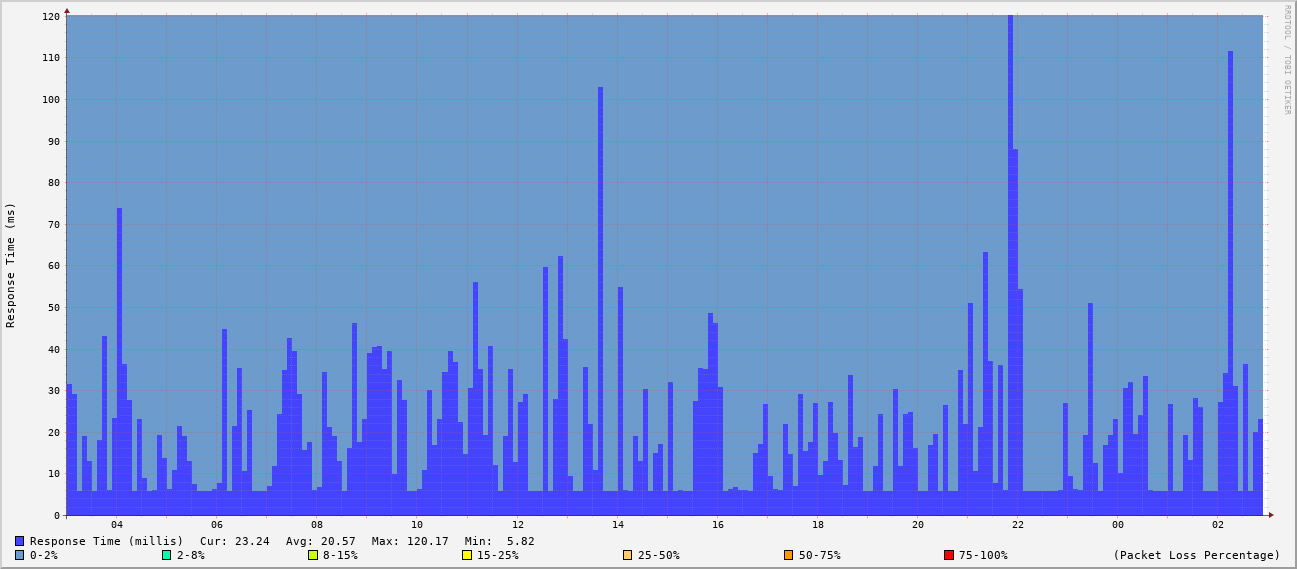 RRDTOOL / TOBI OETIKER
Response Time (ms)
120
110
100
90
80
70
60
50
40
30
20
10
0
04 06 08 10 12 14 16 18 20 22 00 02
Response Time (millis) Cur: 23.24 Avg: 20.57 Max: 120.17 Min: 5.82
0-2% 2-8% 8-15% 15-25% 25-50% 50-75% 75-100% (Packet Loss Percentage)